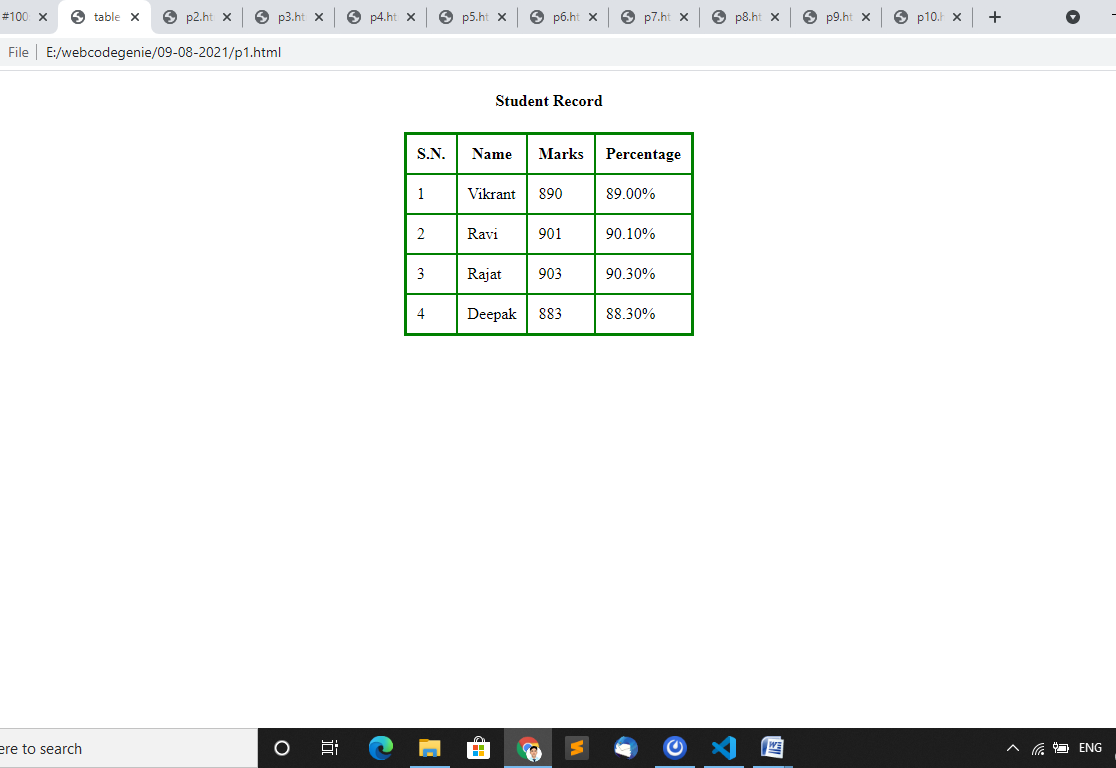 #100 table p2.ht p3.ht p4.ht p5.ht p6.ht p7.ht p8.ht p9.ht p10.h
File E:/webcodegenie/09-08-2021/p1.html
Student Record
S.N. Name Marks Percentage
1 Vikrant 890 89.00%
2 Ravi 901 90.10%
3 Rajat 903 90.30%
4 Deepak 883 88.30%
ere to search ENG